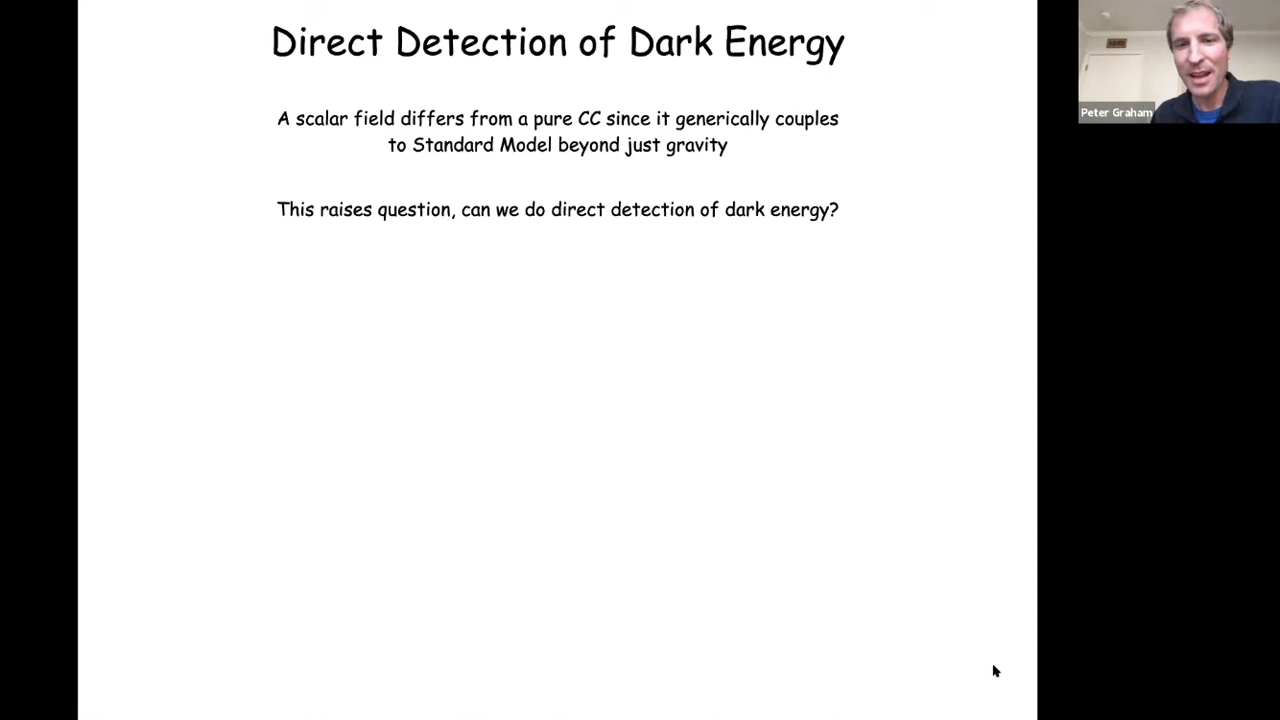 Direct Detection of Dark Energy
A scalar field differs from a pure CC since it generically couples
to Standard Model beyond just gravity
This raises question, can we do direct detection of dark energy?
Peter Graham